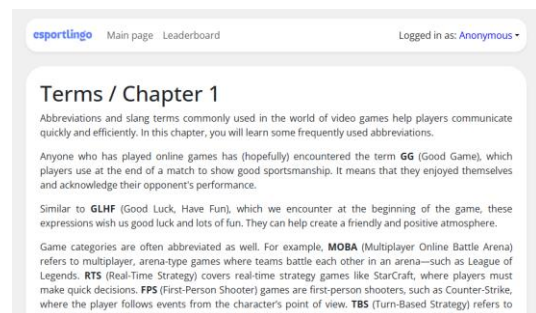 esportlingo Main page Leaderboard Logged in as: Anonymous
Terms / Chapter 1
Abbreviations and slang terms commonly used in the world of video games help players communicate
quickly and efficiently. In this chapter, you will learn some frequently used abbreviations.
Anyone who has played online games has (hopefully) encountered the term GG (Good Game), which
players use at the end of a match to show good sportsmanship. It means that they enjoyed themselves
and acknowledge their opponent's performance.
Similar to GLHF (Good Luck, Have Fun), which we encounter at the beginning of the game, these
expressions wish us good luck and lots of fun. They can help create a friendly and positive atmosphere.
Game categories are often abbreviated as well. For example, MOBA (Multiplayer Online Battle Arena)
refers to multiplayer, arena-type games where teams battle each other in an arena—such as League of
Legends. RTS (Real-Time Strategy) covers real-time strategy games like StarCraft, where players must
make quick decisions. FPS (First-Person Shooter) games are first-person shooters, such as Counter-Strike,
where the player follows events from the character's point of view. TBS (Turn-Based Strategy) refers to